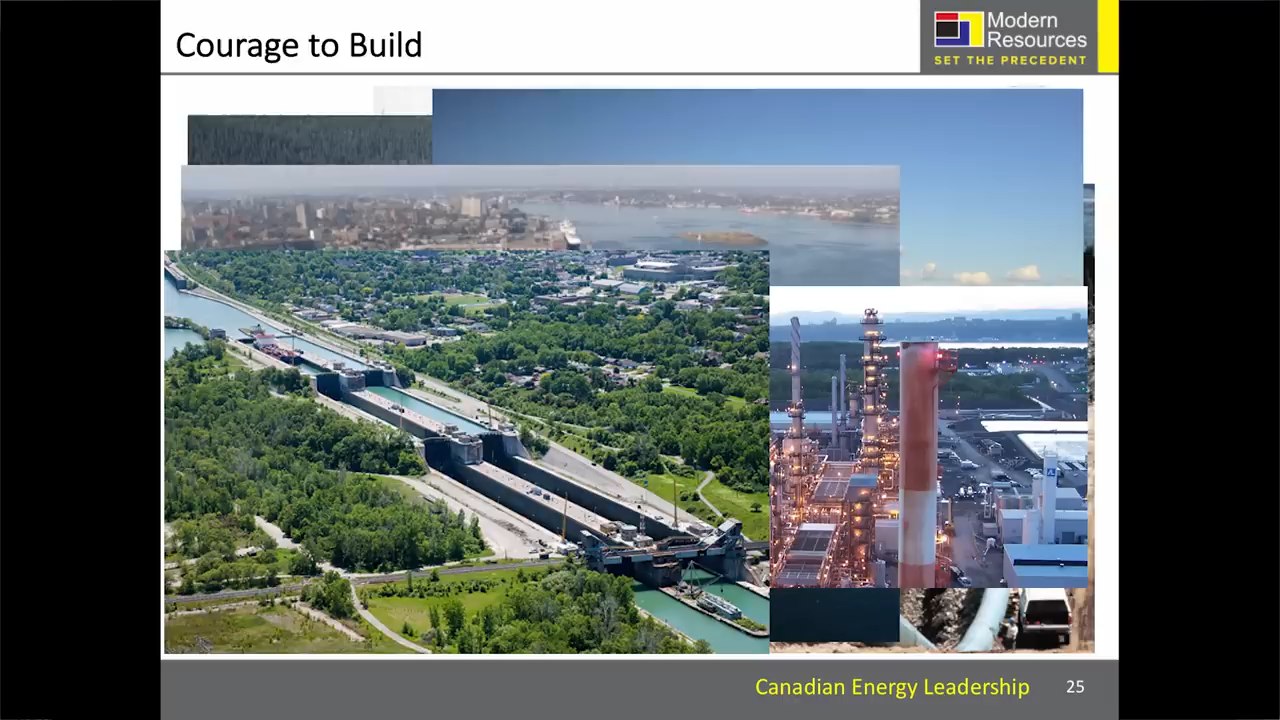 Courage to Build
Modern
Resources
SET THE PRECEDENT
Canadian Energy Leadership
25